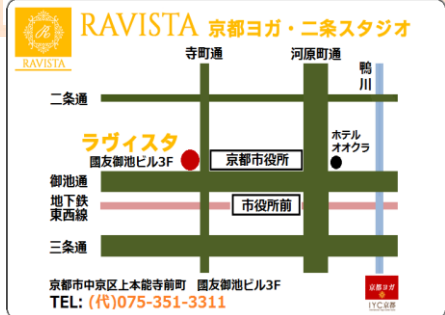 RAVISTA 京都ヨガ・二条スタジオ
RAVISTA
寺町通
河原町通
鴨川
二条通
ラヴィスタ
國友御池ビル3F
京都市役所
ホテル
オオクラ
御池通
地下鉄
東西線
市役所前
三条通
京都市中京区上本能寺前町 國友御池ビル3F
TEL: (代)075-351-3311
京都ヨガ
IYC京都